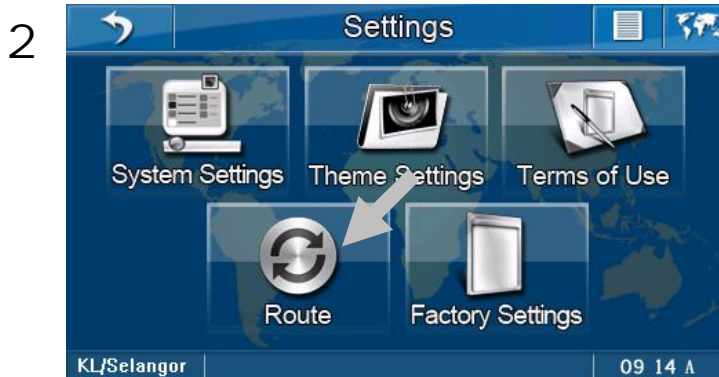 2
Settings
System Settings Theme Settings Terms of Use
Route Factory Settings
KL/Selangor 09 14 A